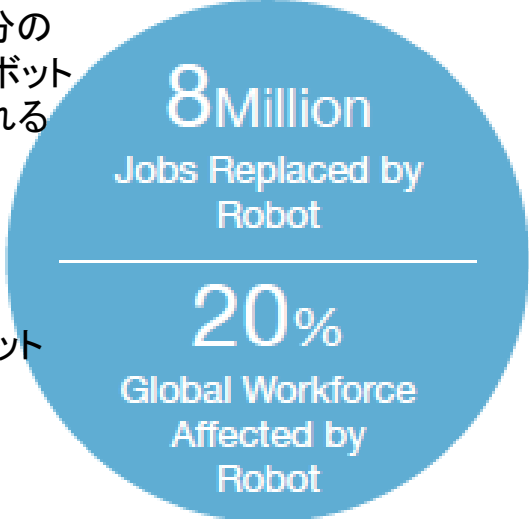 分の
ボット
れる
8Million
Jobs Replaced by
Robot
20%
Global Workforce
Affected by
Robot
ット